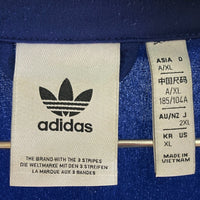 adidas
THE BRAND WITH THE 3 STRIPES
DIE WELTMARKE MIT DEN 3 STREIFEN
LA MARQUE AUX 3 BANDES
ASIA
A/XL
中国尺码
A/XL
185/104A
AU/NZ J
2XL
KR US
XL
MADE IN
VIETNAM